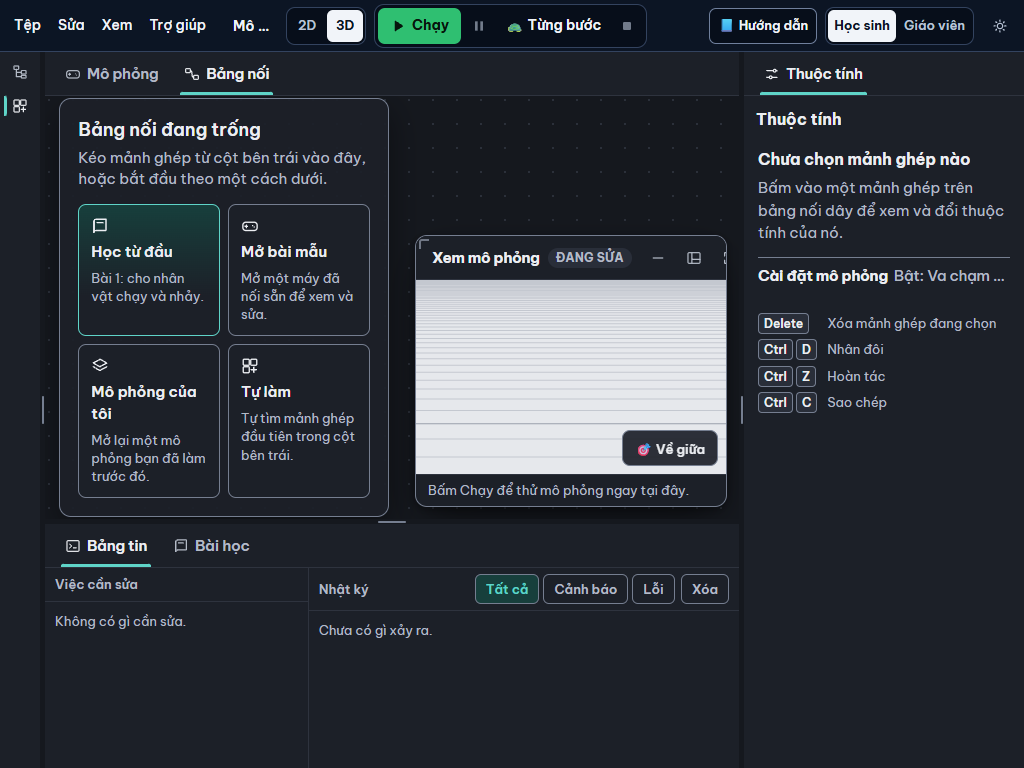 Tệp Sửa Xem Trợ giúp Mô ... 2D 3D Chạy Từng bước Hướng dẫn Học sinh Giáo viên
Mô phỏng Bảng nối Thuộc tính
Bảng nối đang trống
Kéo mảnh ghép từ cột bên trái vào đây,
hoặc bắt đầu theo một cách dưới.
Học từ đầu
Bài 1: cho nhân
vật chạy và nhảy.
Mở bài mẫu
Mở một máy đã
nối sẵn để xem và
sửa.
Mô phỏng của
tôi
Mở lại một mô
phỏng bạn đã làm
trước đó.
Tự làm
Tự tìm mảnh ghép
đầu tiên trong cột
bên trái.
Xem mô phỏng ĐANG SỬA
Về giữa
Bấm Chạy để thử mô phỏng ngay tại đây.
Thuộc tính
Chưa chọn mảnh ghép nào
Bấm vào một mảnh ghép trên
bảng nối dây để xem và đổi thuộc
tính của nó.
Cài đặt mô phỏng Bật: Va chạm ...
Delete Xóa mảnh ghép đang chọn
Ctrl D Nhân đôi
Ctrl Z Hoàn tác
Ctrl C Sao chép
Bảng tin Bài học
Việc cần sửa
Không có gì cần sửa.
Nhật ký Tất cả Cảnh báo Lỗi Xóa
Chưa có gì xảy ra.